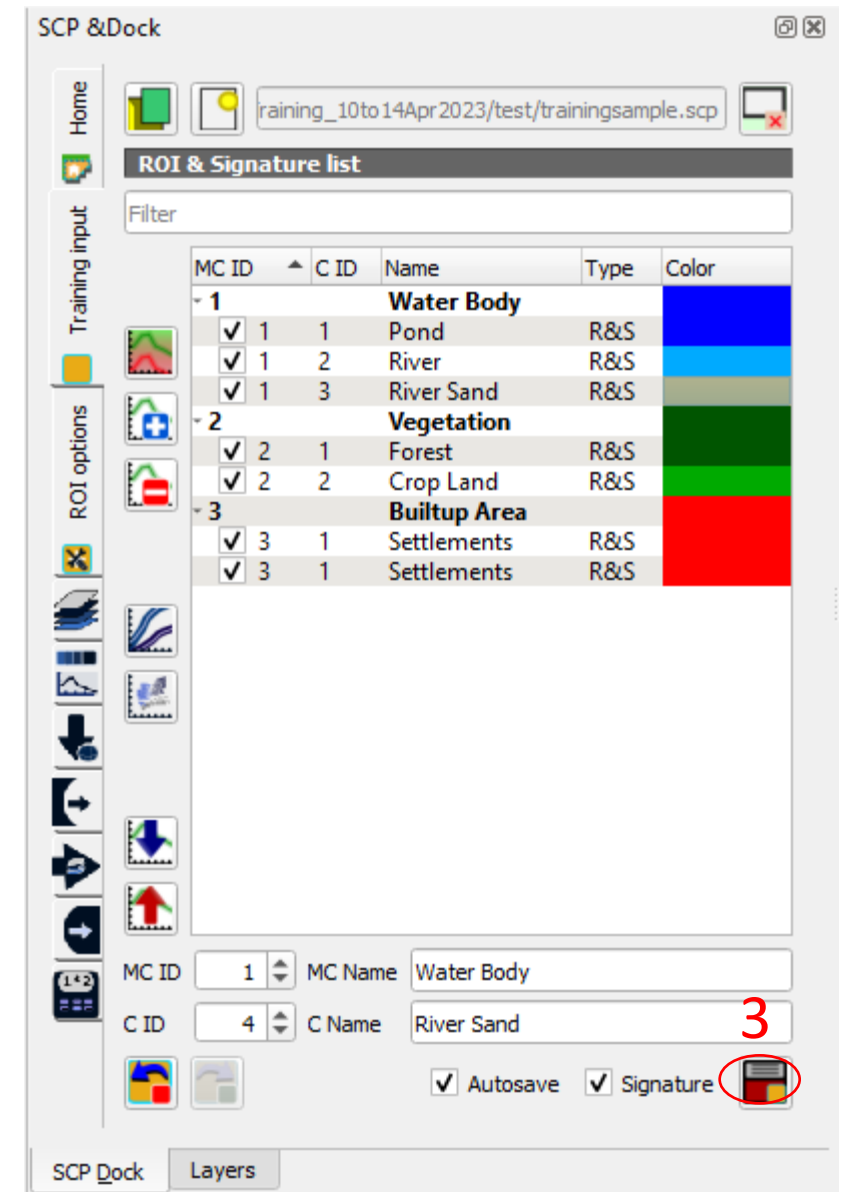 SCP &Dock
Home
Training input
ROI options
raining_10to14Apr2023/test/trainingsample.scp
ROI & Signature list
Filter
MC ID C ID Name Type Color
1 Water Body
1 1 Pond R&S
1 2 River R&S
1 3 River Sand R&S
2 Vegetation
2 1 Forest R&S
2 2 Crop Land R&S
3 Builtup Area
3 1 Settlements R&S
3 1 Settlements R&S
MC ID 1 MC Name Water Body
C ID 4 C Name River Sand
3
Autosave Signature
SCP Dock Layers